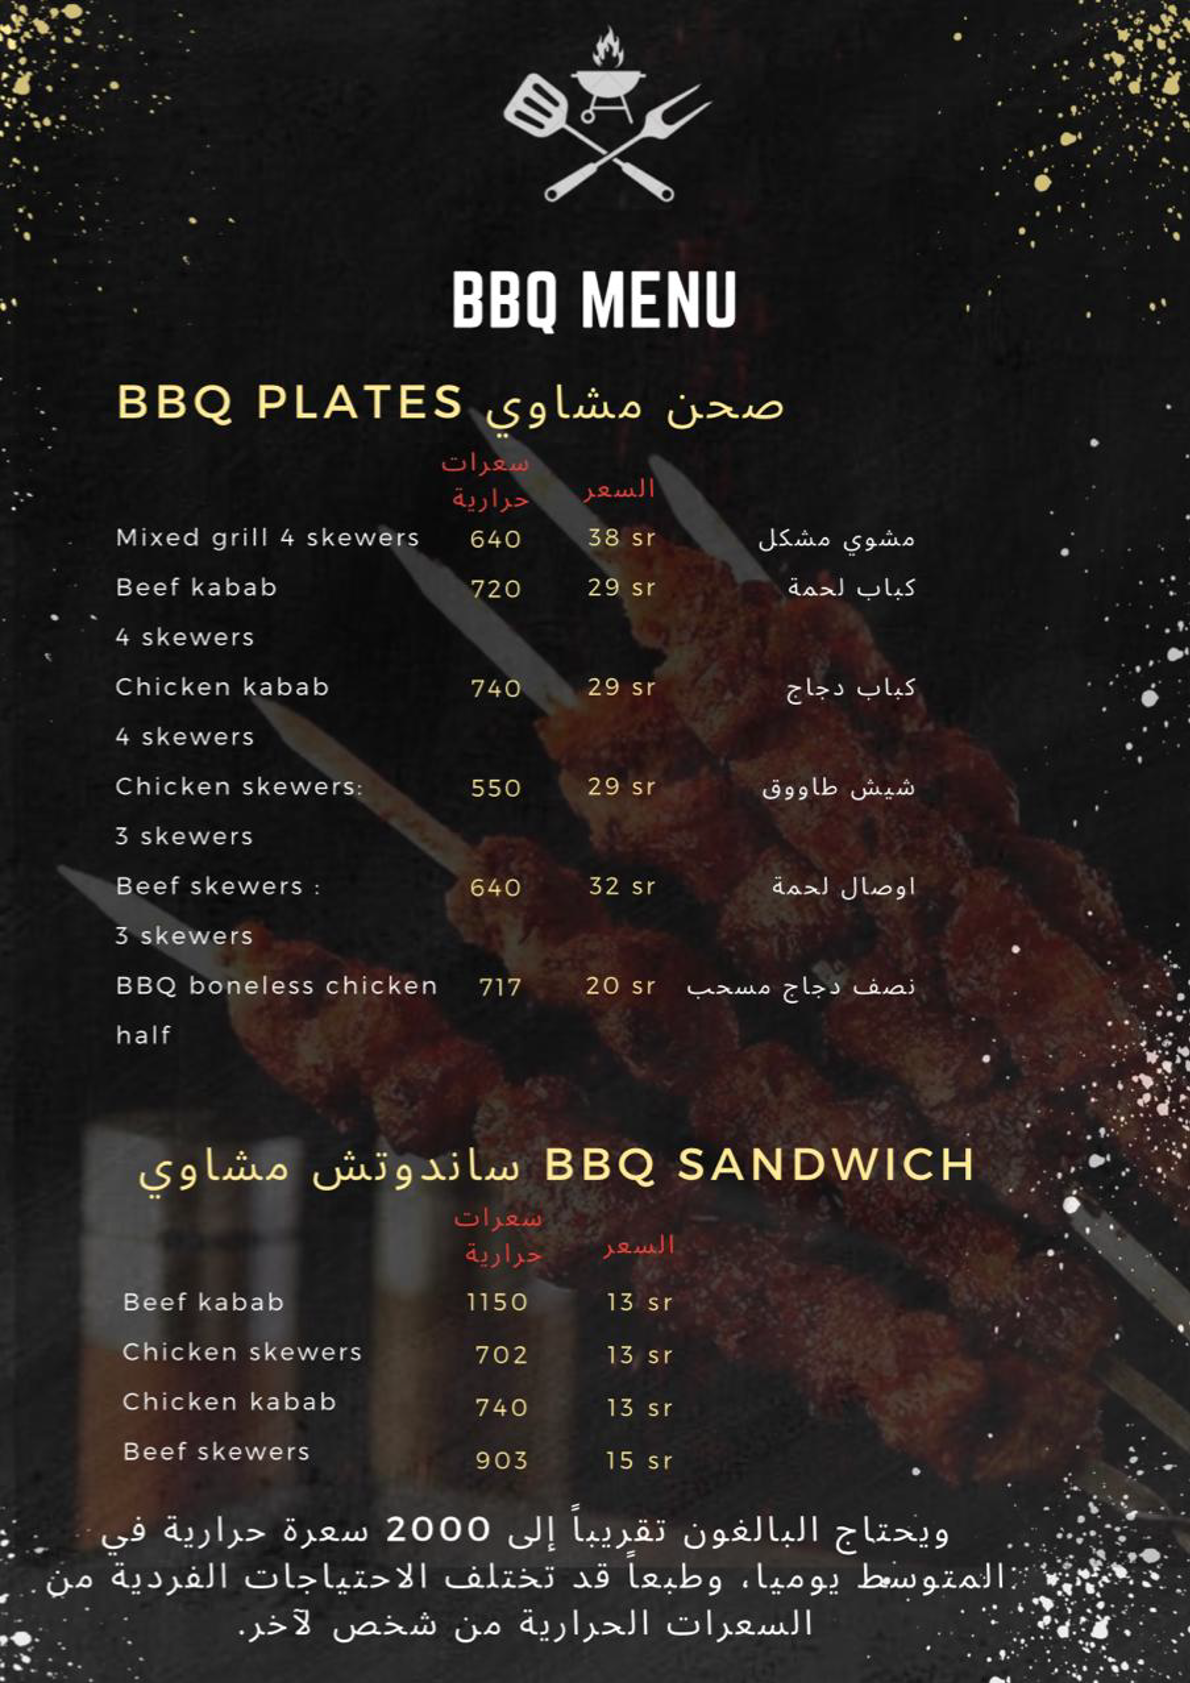 BBQ MENU
BBQ PLATES صحن مشاوي
سعرات
حرارية
السعر
Mixed grill 4 skewers 640 38 sr مشوي مشكل
Beef kabab 720 29 sr كباب لحمة
4 skewers
Chicken kabab 740 29 sr كباب دجاج
4 skewers
Chicken skewers: 550 29 sr شيش طاووق
3 skewers
Beef skewers : 640 32 sr اوصال لحمة
3 skewers
BBQ boneless chicken 717 20 sr نصف دجاج مسحب
half
ساندوتش مشاوي BBQ SANDWICH
سعرات
حرارية
السعر
Beef kabab 1150 13 sr
Chicken skewers 702 13 sr
Chicken kabab 740 13 sr
Beef skewers 903 15 sr
ويحتاج البالغون تقريباً إلى 2000 سعرة حرارية في
المتوسط يوميا، وطبعاً قد تختلف الاحتياجات الفردية من
السعرات الحرارية من شخص لآخر.